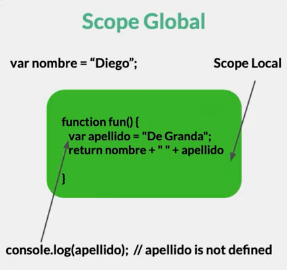 Scope Global
var nombre = “Diego”; Scope Local
function fun() {
var apellido = "De Granda";
return nombre + " " + apellido
}
console.log(apellido); // apellido is not defined